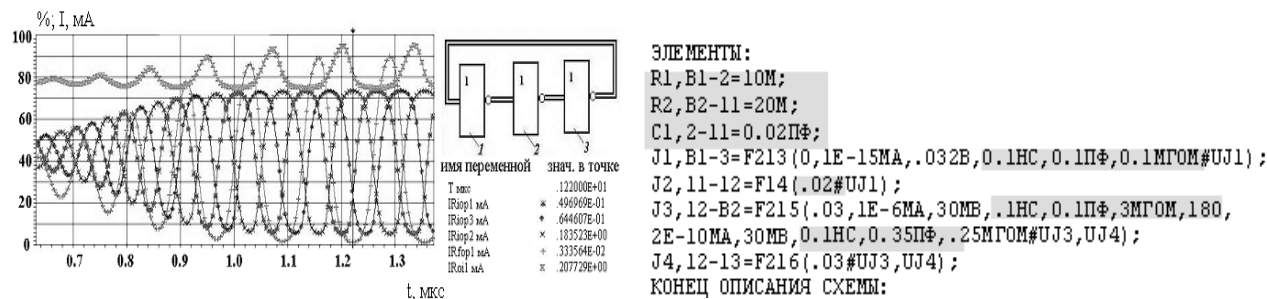 %; I, мА
100
80
60
40
20
0
0.7 0.8 0.9 1.0 1.1 1.2 1.3
t, мкс
1 1 1
1 2 3
имя переменной знач. в точке
T мкс .122000E+01
IRiop1 мА ж .496969E-01
IRiop3 мА + .644607E-01
IRiop2 мА x .183523E+00
IRfop1 мА + .333564E-02
IRoi1 мА x .207729E+00
ЭЛЕМЕНТЫ:
R1,B1-2=10М;
R2,B2-11=20М;
C1,2-11=0.02ПФ;
J1,B1-3=F213(0,1E-15МА,.032В,0.1НС,0.1ПФ,0.1МГОМ#UJ1);
J2,11-12=F14(.02#UJ1);
J3,12-B2=F215(.03,1E-6МА,30МВ,.1НС,0.1ПФ,3МГОМ,180,
2E-10МА,30МВ,0.1НС,0.35ПФ,.25МГОМ#UJ3,UJ4);
J4,12-13=F216(.03#UJ3,UJ4);
КОНЕЦ ОПИСАНИЯ СХЕМЫ: